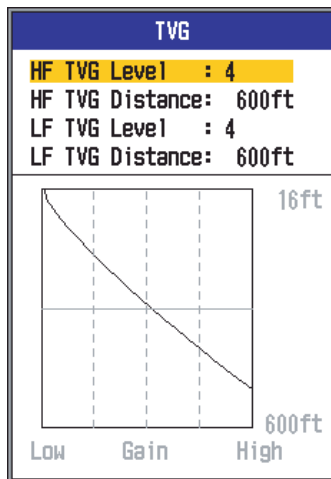 TVG
HF TVG Level : 4
HF TVG Distance: 600ft
LF TVG Level : 4
LF TVG Distance: 600ft
16ft
600ft
Low Gain High